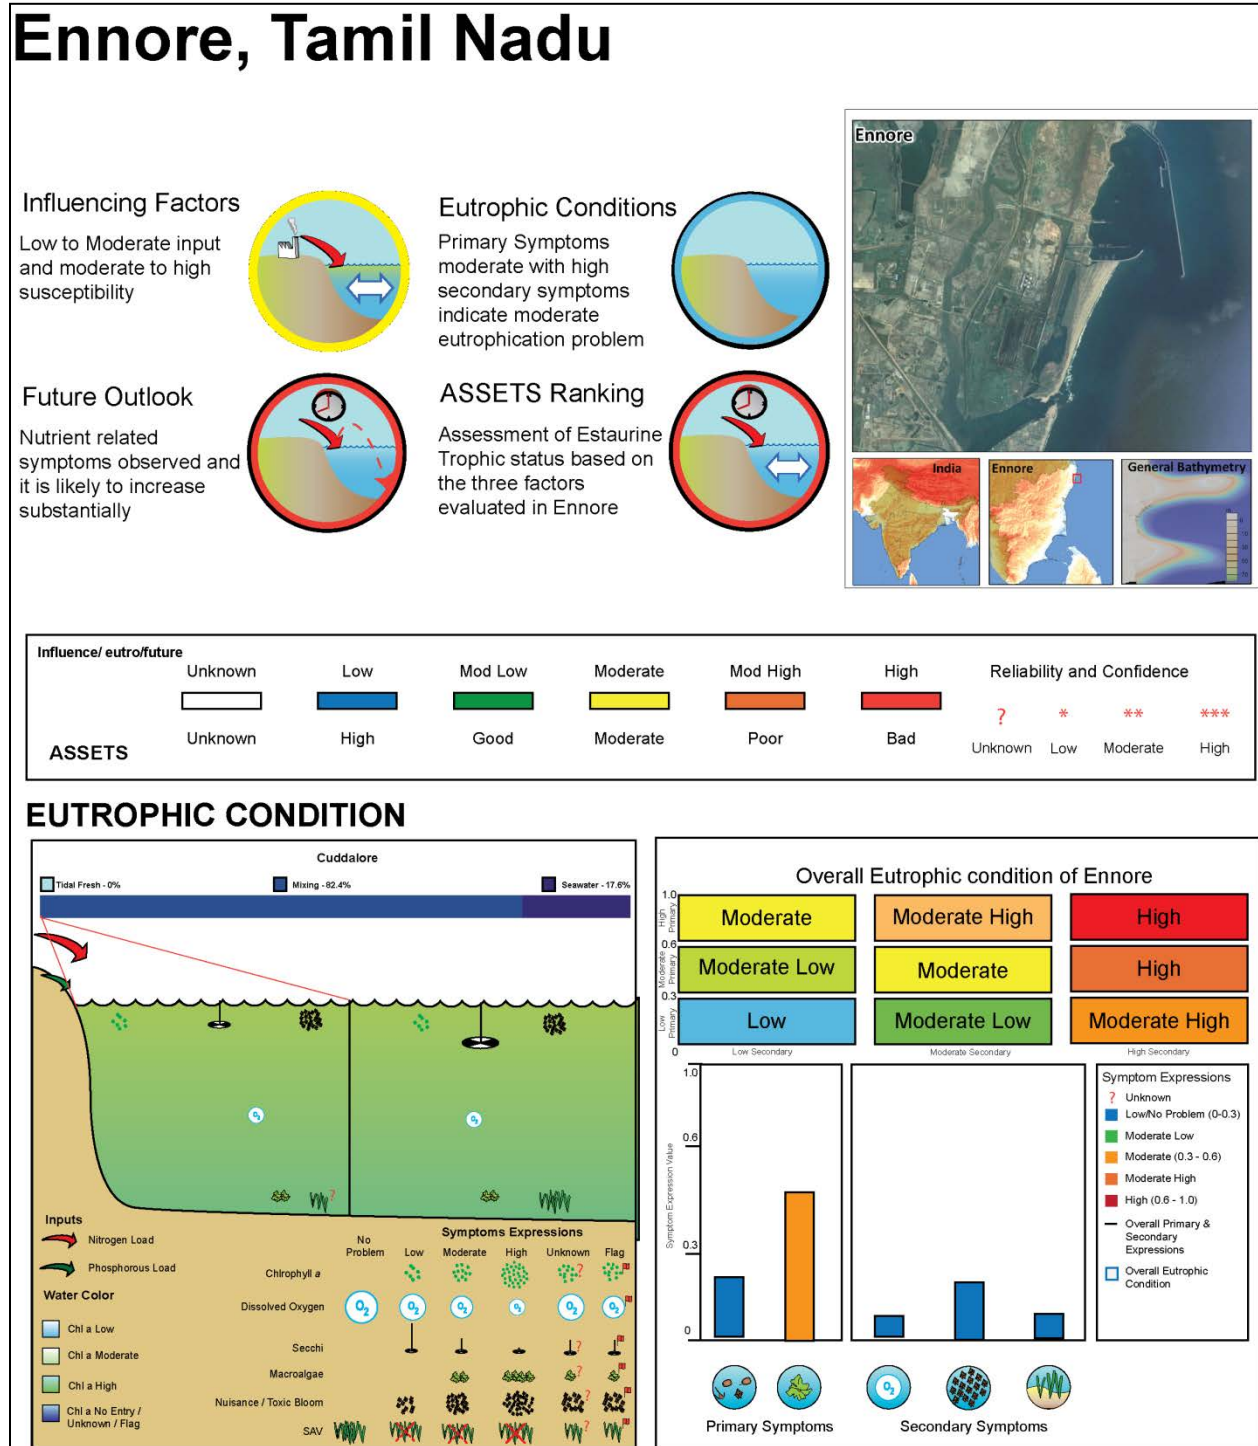 Ennore, Tamil Nadu
Influencing Factors
Low to Moderate input
and moderate to high
susceptibility
Eutrophic Conditions
Primary Symptoms
moderate with high
secondary symptoms
indicate moderate
eutrophication problem
Future Outlook
Nutrient related
symptoms observed and
it is likely to increase
substantially
ASSETS Ranking
Assessment of Estaurine
Trophic status based on
the three factors
evaluated in Ennore
Ennore
India
Ennore
General Bathymetry
Influence/ eutro/future
Unknown Low Mod Low Moderate Mod High High
Reliability and Confidence
? * ** ***
Unknown Low Moderate High
ASSETS
Unknown High Good Moderate Poor Bad
EUTROPHIC CONDITION
Cuddalore
Tidal Fresh - 0% Mixing - 82.4% Seawater - 17.6%
O2 O2
?
Inputs
Nitrogen Load
Phosphorous Load
Water Color
Chl a Low
Chl a Moderate
Chl a High
Chl a No Entry /
Unknown / Flag
Symptoms Expressions
No
Problem Low Moderate High Unknown Flag
Chlrophyll a ?
Dissolved Oxygen O2 O2 O2 O2 O2 ? O2
Secchi ?
Macroalgae ?
Nuisance / Toxic Bloom ?
SAV ?
Overall Eutrophic condition of Ennore
1.0
High
Primary
Moderate Moderate High High
0.6
Moderate
Primary
Moderate Low Moderate High
0.3
Low
Primary
Low Moderate Low Moderate High
0
Low Secondary Moderate Secondary High Secondary
1.0
0.6
0.3
0
Symptom Expression Value
O2
Primary Symptoms Secondary Symptoms
Symptom Expressions
? Unknown
Low/No Problem (0-0.3)
Moderate Low
Moderate (0.3 - 0.6)
Moderate High
High (0.6 - 1.0)
Overall Primary &
Secondary
Expressions
Overall Eutrophic
Condition